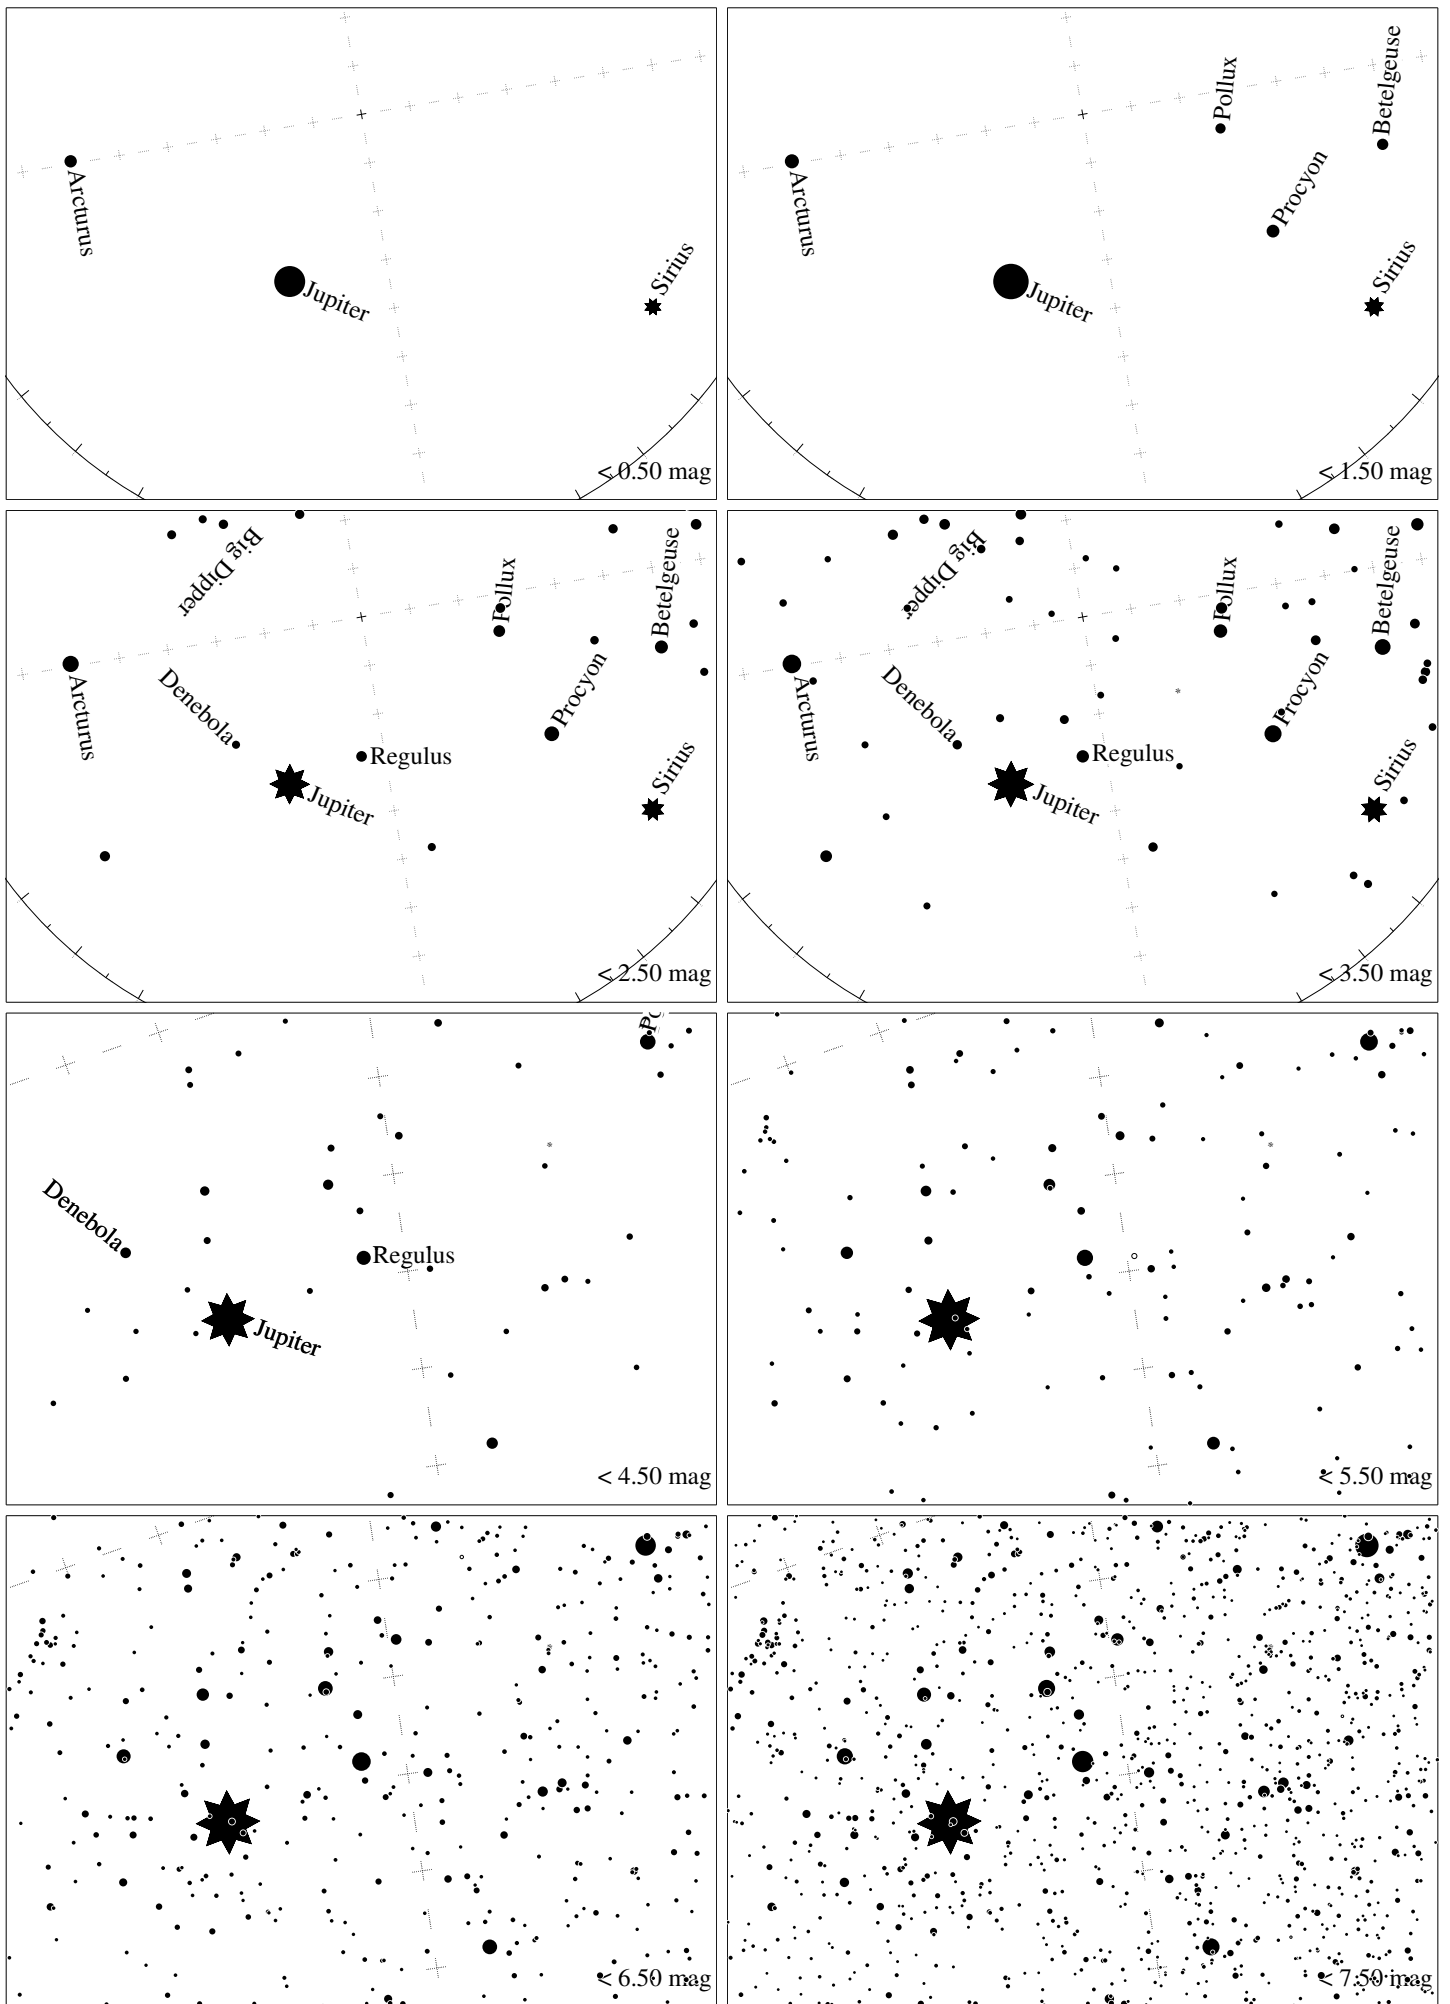 Arcturus
Jupiter
Sirius
< 0.50 mag
Pollux
Betelgeuse
Procyon
Arcturus
Jupiter
Sirius
< 1.50 mag
Big Dipper
Pollux
Betelgeuse
Procyon
Arcturus
Denebola
Regulus
Jupiter
Sirius
< 2.50 mag
Big Dipper
Pollux
Betelgeuse
Procyon
Arcturus
Denebola
Regulus
Jupiter
Sirius
< 3.50 mag
Po
Denebola
Regulus
Jupiter
< 4.50 mag
< 5.50 mag
< 6.50 mag
< 7.50 mag